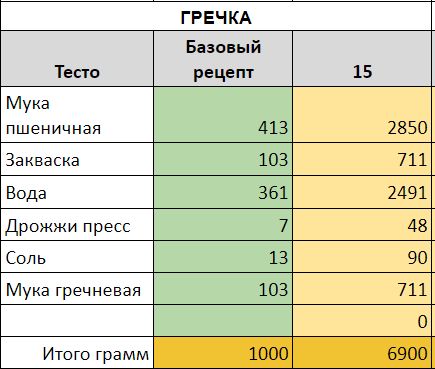 ГРЕЧКА
Тесто Базовый рецепт 15
Мука пшеничная 413 2850
Закваска 103 711
Вода 361 2491
Дрожжи пресс 7 48
Соль 13 90
Мука гречневая 103 711
0
Итого грамм 1000 6900